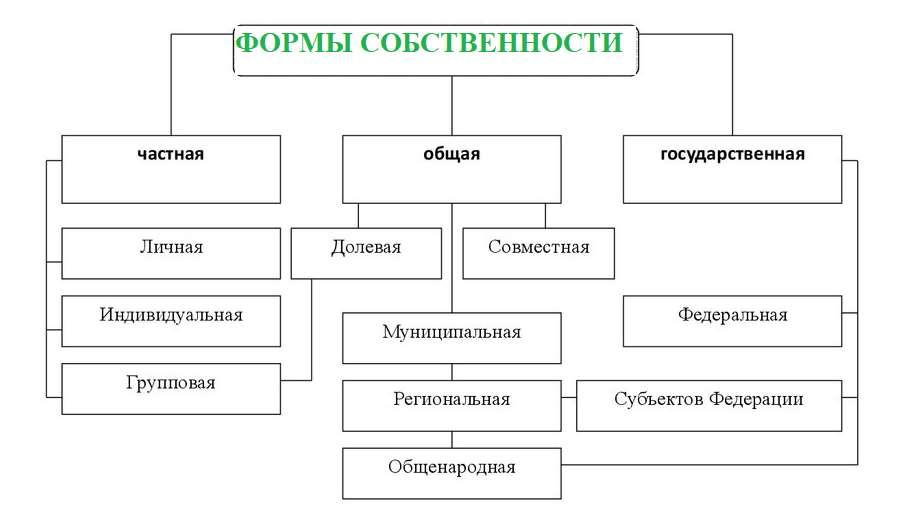 ФОРМЫ СОБСТВЕННОСТИ
частная
общая
государственная
Личная
Долевая
Совместная
Индивидуальная
Федеральная
Муниципальная
Групповая
Региональная
Субъектов Федерации
Общенародная